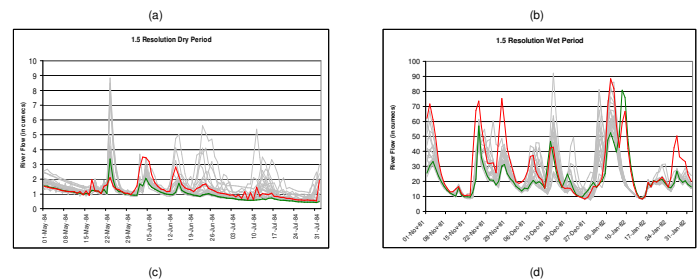 (a)
(b)
1.5 Resolution Dry Period
River Flow (in cumecs)
10
9
8
7
6
5
4
3
2
1
0
01-May-84
08-May-84
15-May-84
22-May-84
29-May-84
05-Jun-84
12-Jun-84
19-Jun-84
26-Jun-84
03-Jul-84
10-Jul-84
17-Jul-84
24-Jul-84
31-Jul-84
1.5 Resolution Wet Period
River Flow (in cumecs)
100
90
80
70
60
50
40
30
20
10
0
01-Nov-81
08-Nov-81
15-Nov-81
22-Nov-81
29-Nov-81
06-Dec-81
13-Dec-81
20-Dec-81
27-Dec-81
03-Jan-82
10-Jan-82
17-Jan-82
24-Jan-82
31-Jan-82
(c)
(d)